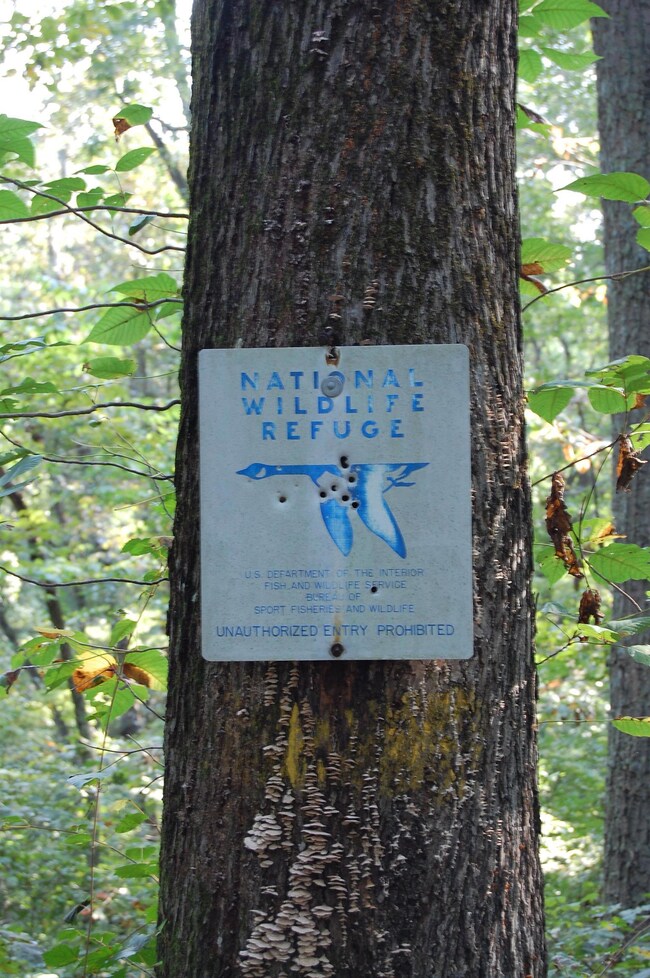 NATIONAL
WILDLIFE
REFUGE
U.S. DEPARTMENT OF THE INTERIOR
FISH AND WILDLIFE SERVICE
BUREAU OF
SPORT FISHERIES AND WILDLIFE
UNAUTHORIZED ENTRY PROHIBITED